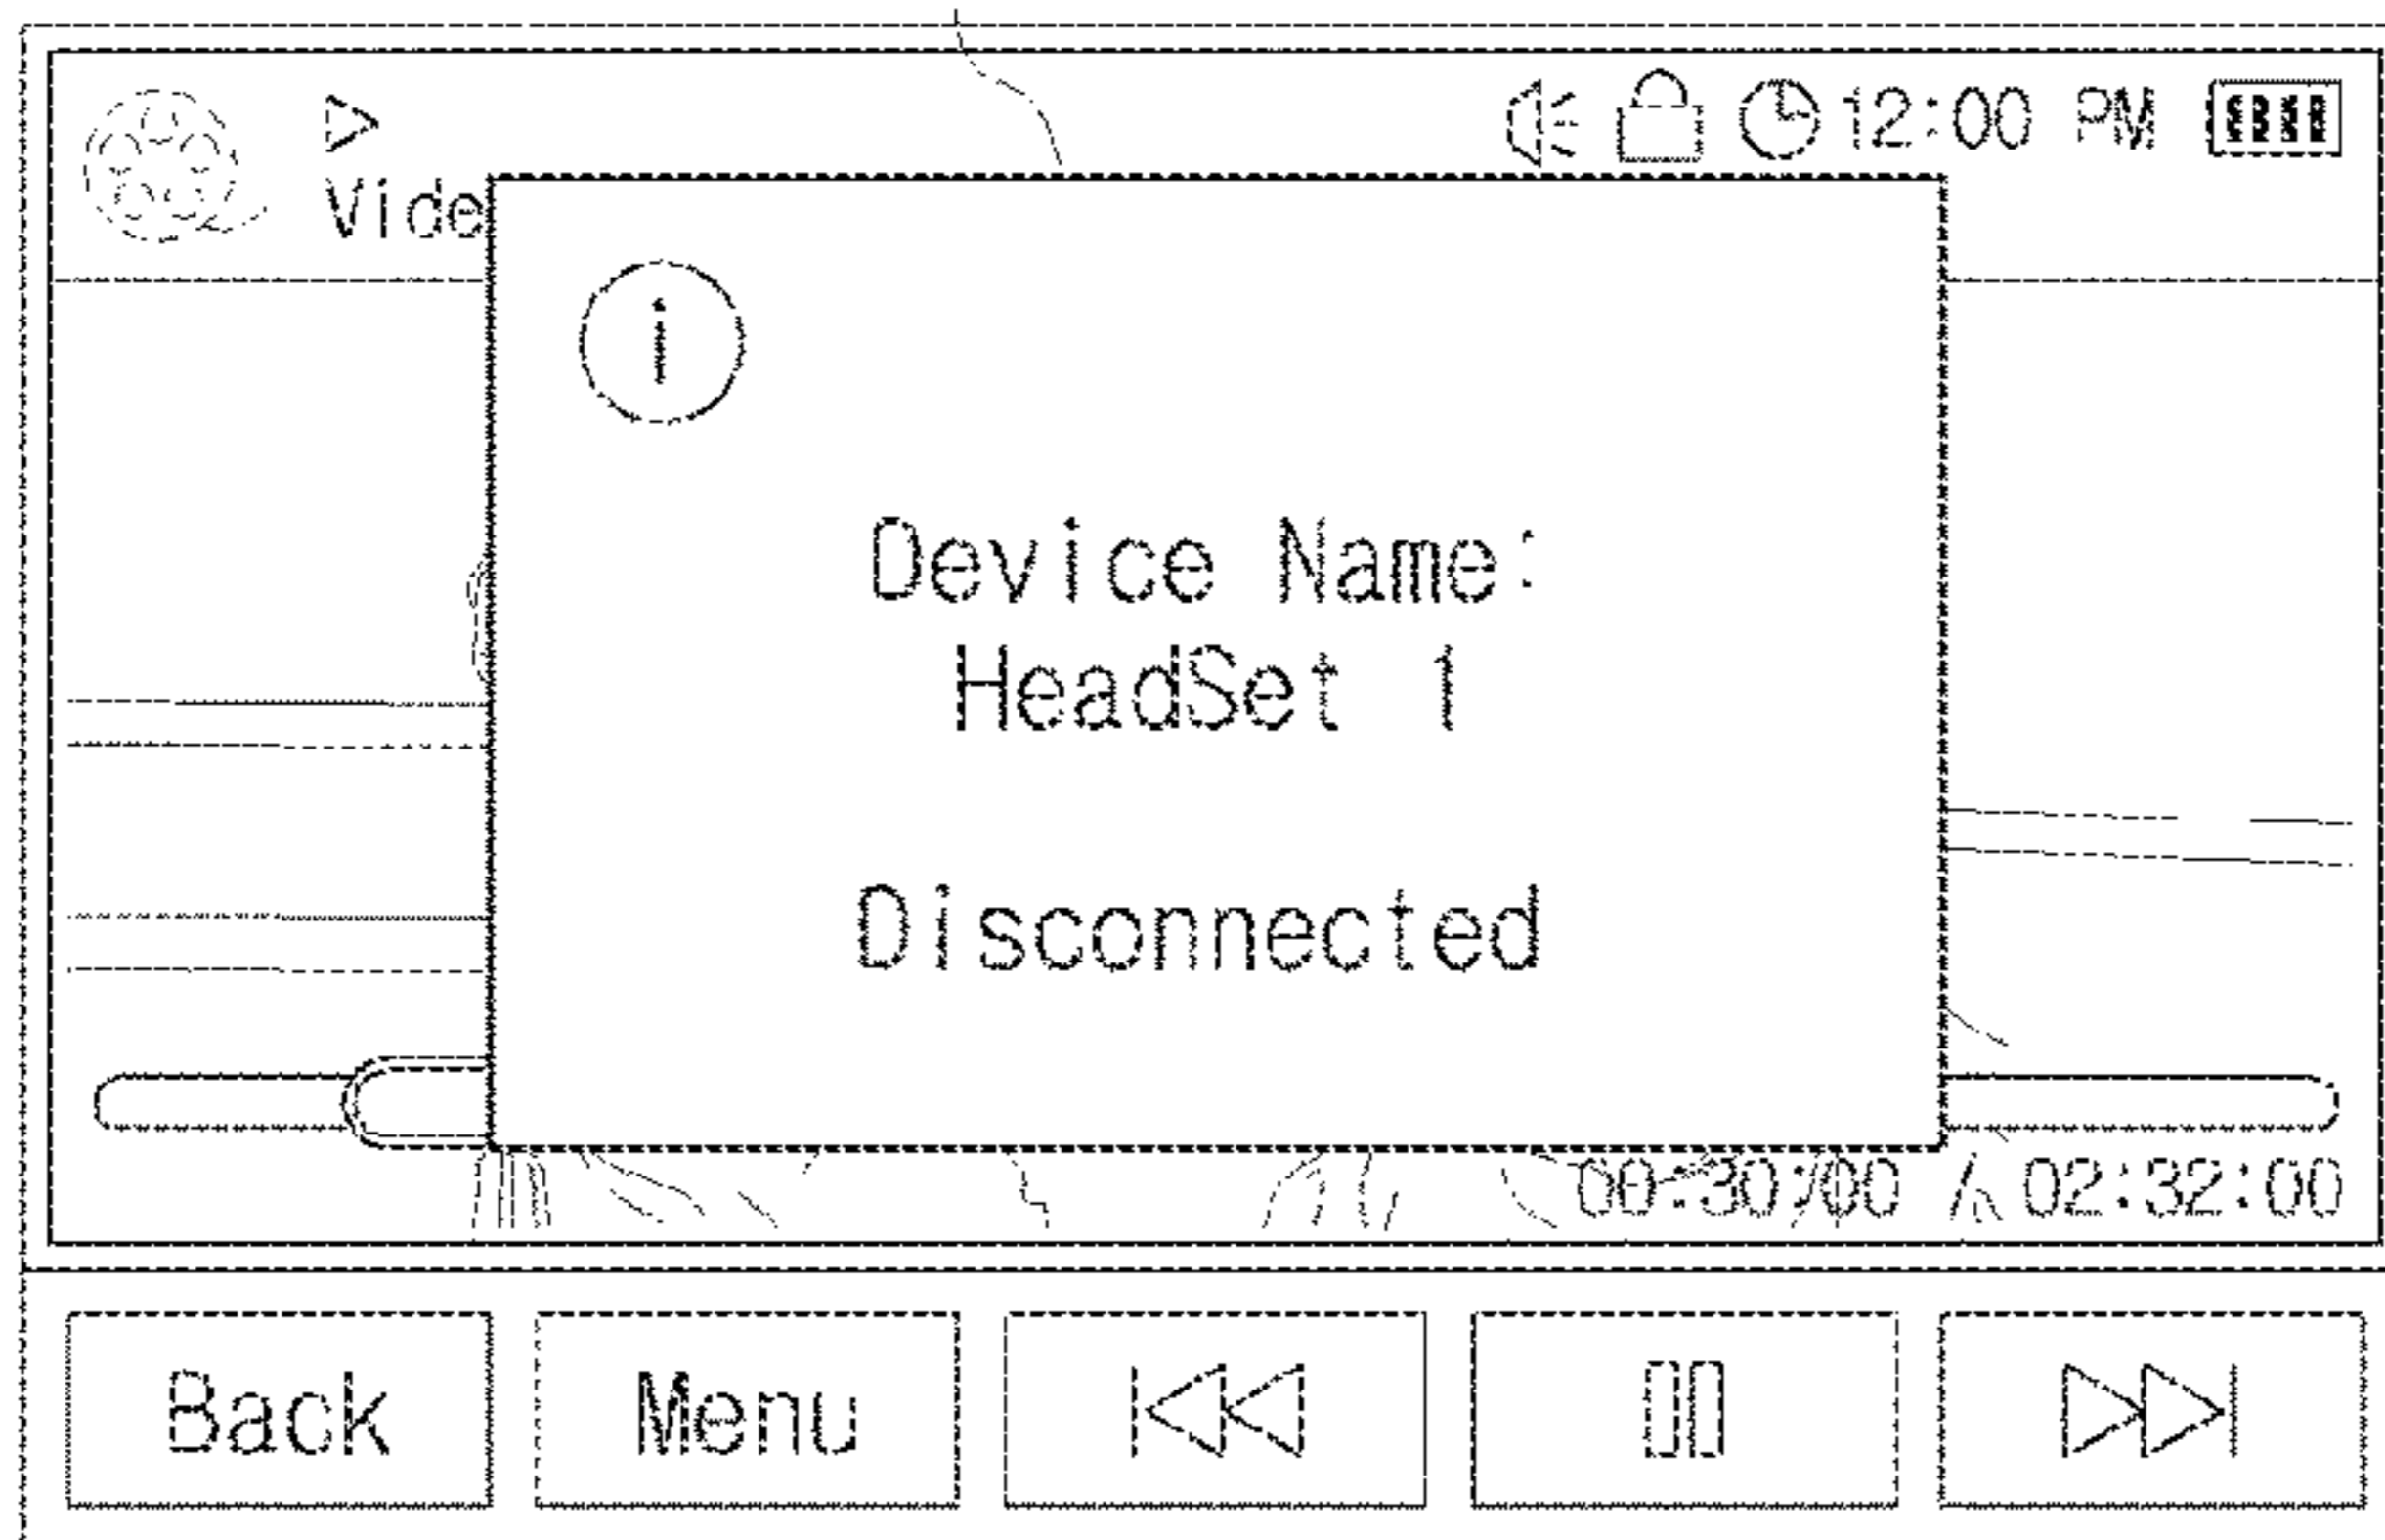 12:00 PM
Vide
i
Device Name:
HeadSet 1
Disconnected
00:30:00 / 02:32:00
Back
Menu